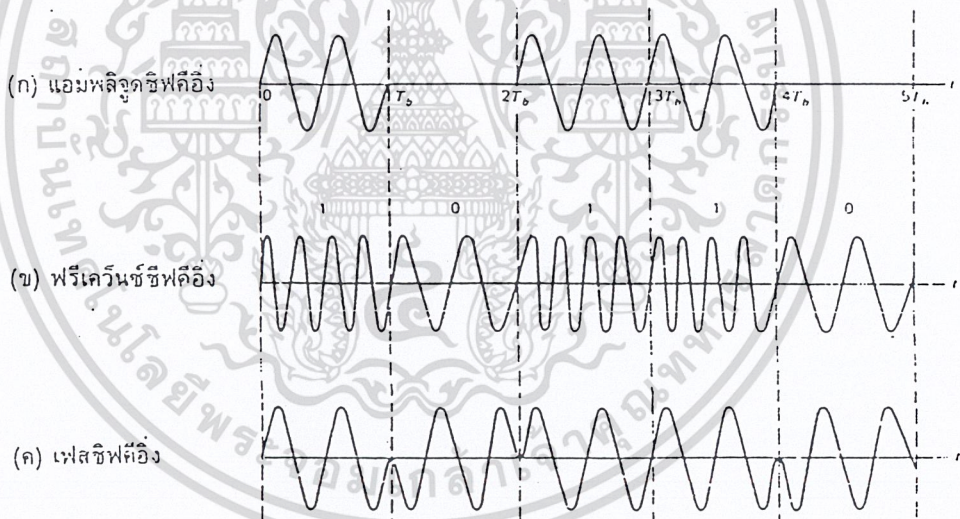 (ก) แอมพลิจูดชิฟคีอิ่ง
0 T_b 2T_b 3T_b 4T_b 5T_b t
1 0 1 1 0
(ข) ฟรีเควินซ์ชีฟคีอิ่ง
t
(ค) เฟสชิฟคีอิ่ง
t